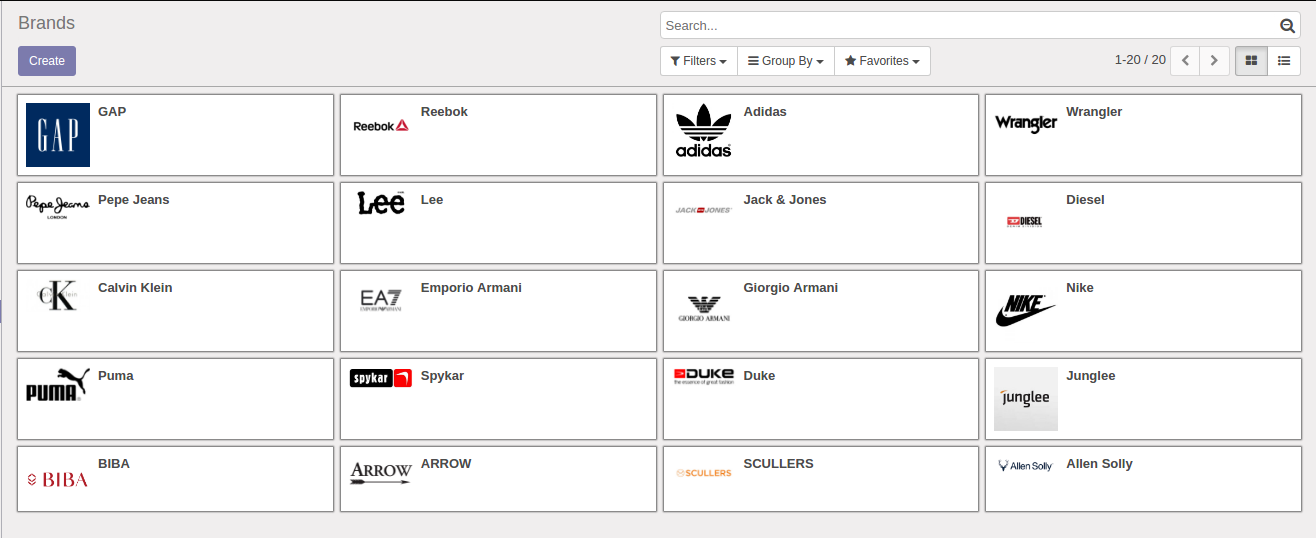 Brands
Search...
Create
Filters
Group By
Favorites
1-20 / 20
GAP
GAP
Reebok
Reebok
adidas
Adidas
Wrangler
Wrangler
Pepe Jeans
LONDON
Pepe Jeans
Lee
Lee
JACK JONES
Jack & Jones
DIESEL
Diesel
CK
Calvin Klein
EA7
EMPORIO ARMANI
Emporio Armani
GIORGIO ARMANI
Giorgio Armani
NIKE
Nike
PUMA
Puma
spykar
Spykar
DUKE
the essence of great fashion
Duke
junglee
Junglee
BIBA
BIBA
ARROW
ARROW
SCULLERS
SCULLERS
Allen Solly
Allen Solly